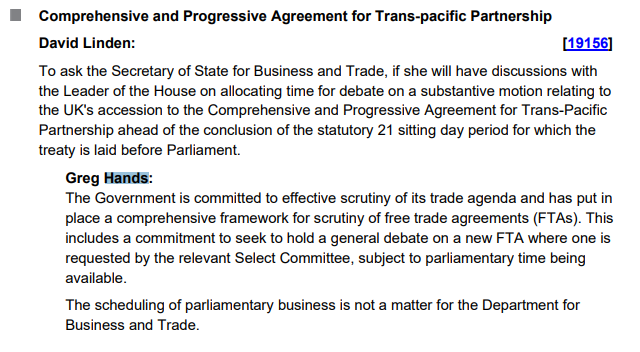 Comprehensive and Progressive Agreement for Trans-pacific Partnership
David Linden: [19156]
To ask the Secretary of State for Business and Trade, if she will have discussions with
the Leader of the House on allocating time for debate on a substantive motion relating to
the UK's accession to the Comprehensive and Progressive Agreement for Trans-Pacific
Partnership ahead of the conclusion of the statutory 21 sitting day period for which the
treaty is laid before Parliament.
Greg Hands:
The Government is committed to effective scrutiny of its trade agenda and has put in
place a comprehensive framework for scrutiny of free trade agreements (FTAs). This
includes a commitment to seek to hold a general debate on a new FTA where one is
requested by the relevant Select Committee, subject to parliamentary time being
available.
The scheduling of parliamentary business is not a matter for the Department for
Business and Trade.